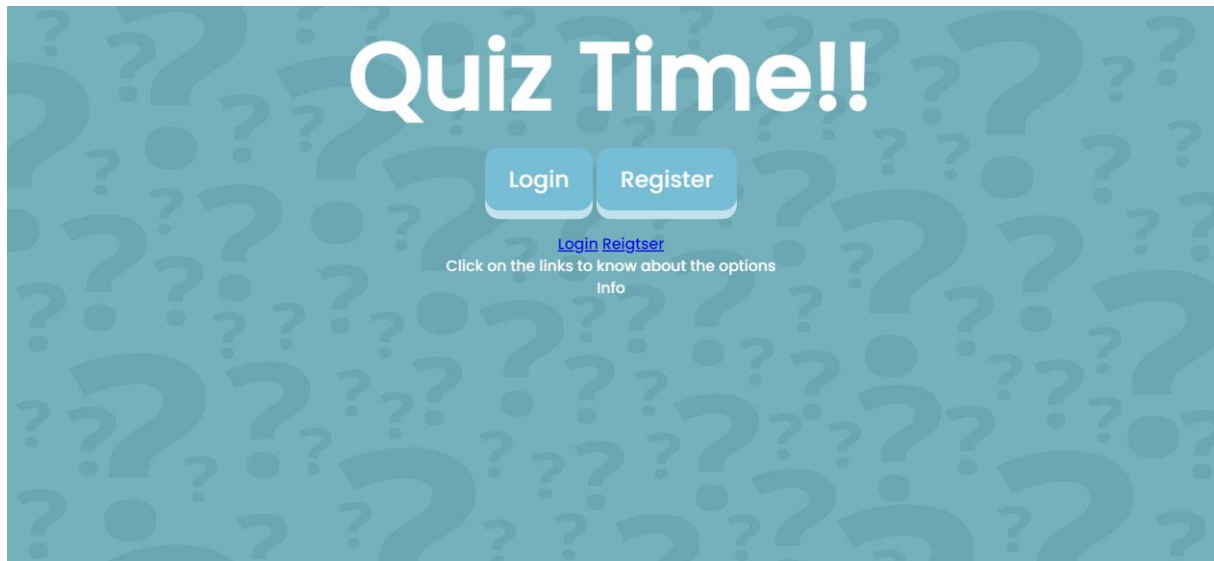 Quiz Time!!
Login Register
Login Reigtser
Click on the links to know about the options
Info